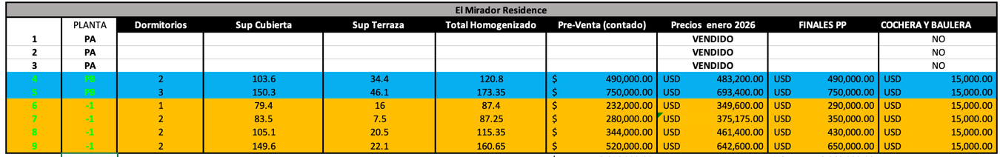 El Mirador Residence
PLANTA Dormitorios Sup Cubierta Sup Terraza Total Homogenizado Pre-Venta (contado) Precios enero 2026 FINALES PP COCHERA Y BAULERA
1 PA VENDIDO NO
2 PA VENDIDO NO
3 PA VENDIDO NO
4 PB 2 103.6 34.4 120.8 $ 490,000.00 USD 483,200.00 USD 490,000.00 USD 15,000.00
5 PB 3 150.3 46.1 173.35 $ 750,000.00 USD 693,400.00 USD 750,000.00 USD 15,000.00
6 -1 1 79.4 16 87.4 $ 232,000.00 USD 349,600.00 USD 290,000.00 USD 15,000.00
7 -1 2 83.5 7.5 87.25 $ 280,000.00 USD 375,175.00 USD 350,000.00 USD 15,000.00
8 -1 2 105.1 20.5 115.35 $ 344,000.00 USD 461,400.00 USD 430,000.00 USD 15,000.00
9 -1 2 149.6 22.1 160.65 $ 520,000.00 USD 642,600.00 USD 650,000.00 USD 15,000.00